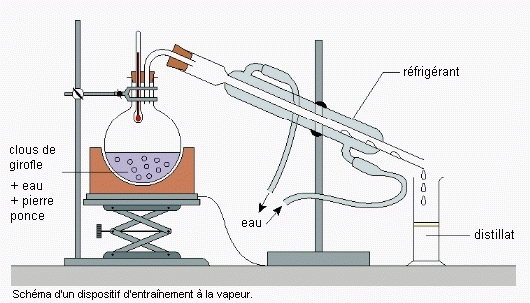 réfrigérant
clous de
girofle
+ eau
+ pierre
ponce
eau
distillat
Schéma d'un dispositif d'entraînement à la vapeur.